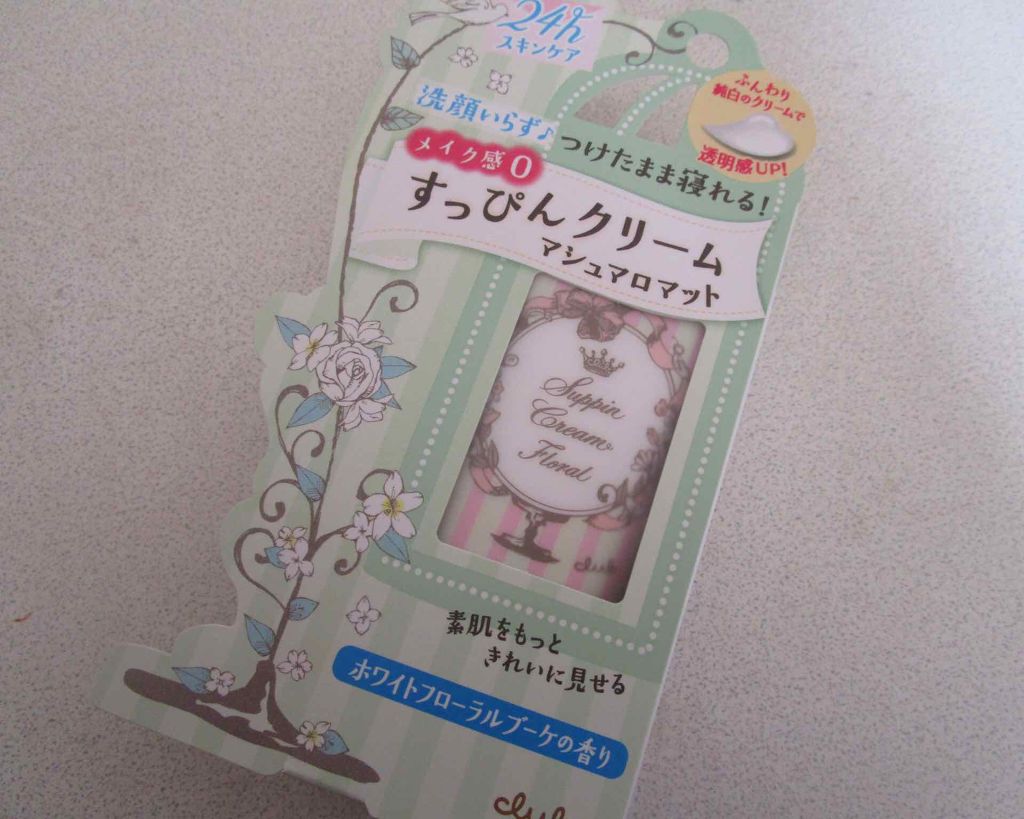 24h
スキンケア
ふんわり
純白のクリームで
透明感UP!
洗顔いらず♪
つけたまま寝れる!
メイク感0
すっぴんクリーム
マシュマロマット
Suppin
Cream
Floral
club
素肌をもっと
きれいに見せる
ホワイトフローラルブーケの香り
club